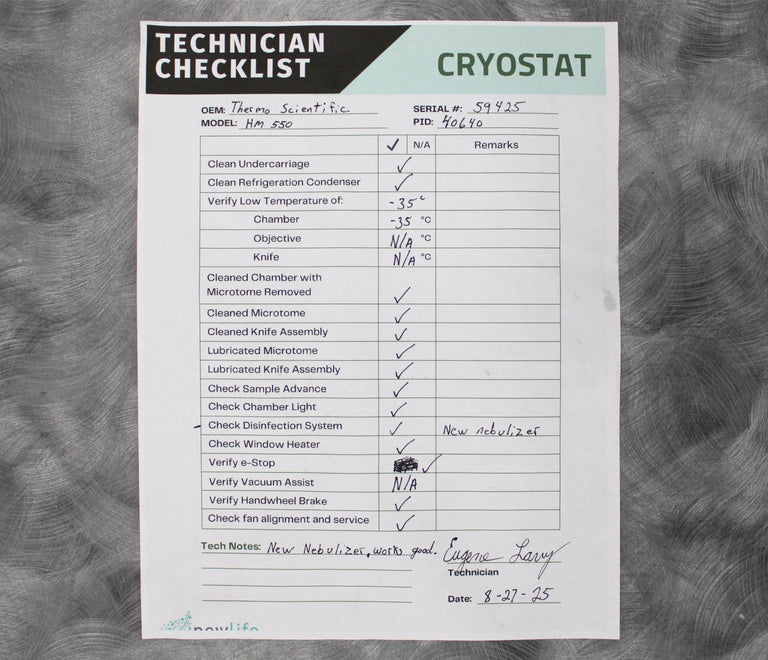 TECHNICIAN
CHECKLIST
CRYOSTAT
OEM: Thermo Scientific SERIAL #: 59425
MODEL: HM 550 PID: 40640
✓ N/A Remarks
Clean Undercarriage ✓
Clean Refrigeration Condenser ✓
Verify Low Temperature of: -35°
Chamber -35 °C
Objective N/A °C
Knife N/A °C
Cleaned Chamber with
Microtome Removed ✓
Cleaned Microtome ✓
Cleaned Knife Assembly ✓
Lubricated Microtome ✓
Lubricated Knife Assembly ✓
Check Sample Advance ✓
Check Chamber Light ✓
Check Disinfection System ✓ New nebulizer
Check Window Heater ✓
Verify e-Stop ✓
Verify Vacuum Assist N/A
Verify Handwheel Brake ✓
Check fan alignment and service ✓
Tech Notes: New Nebulizer, works good. Eugene
Technician
Date: 8-27-25
newlife